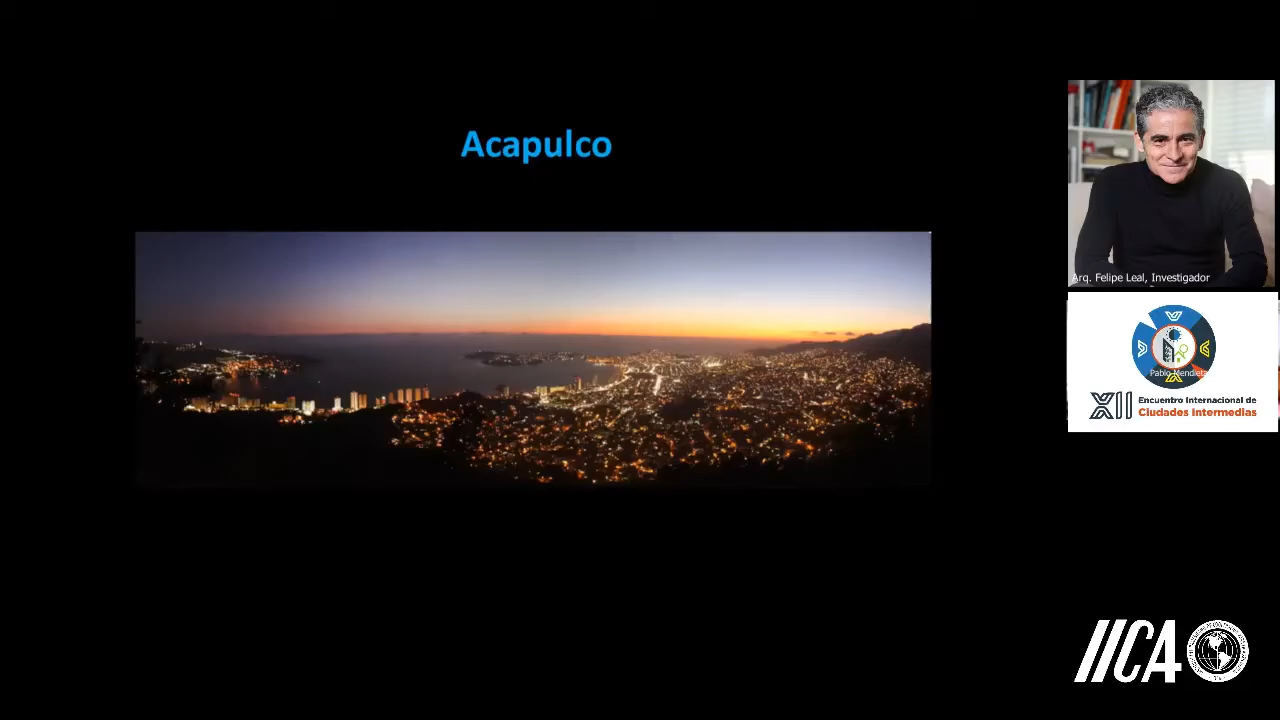 Acapulco
Arq. Felipe Leal, Investigador
Pablo Mendieta
XII Encuentro Internacional de
Ciudades Intermedias
IICA